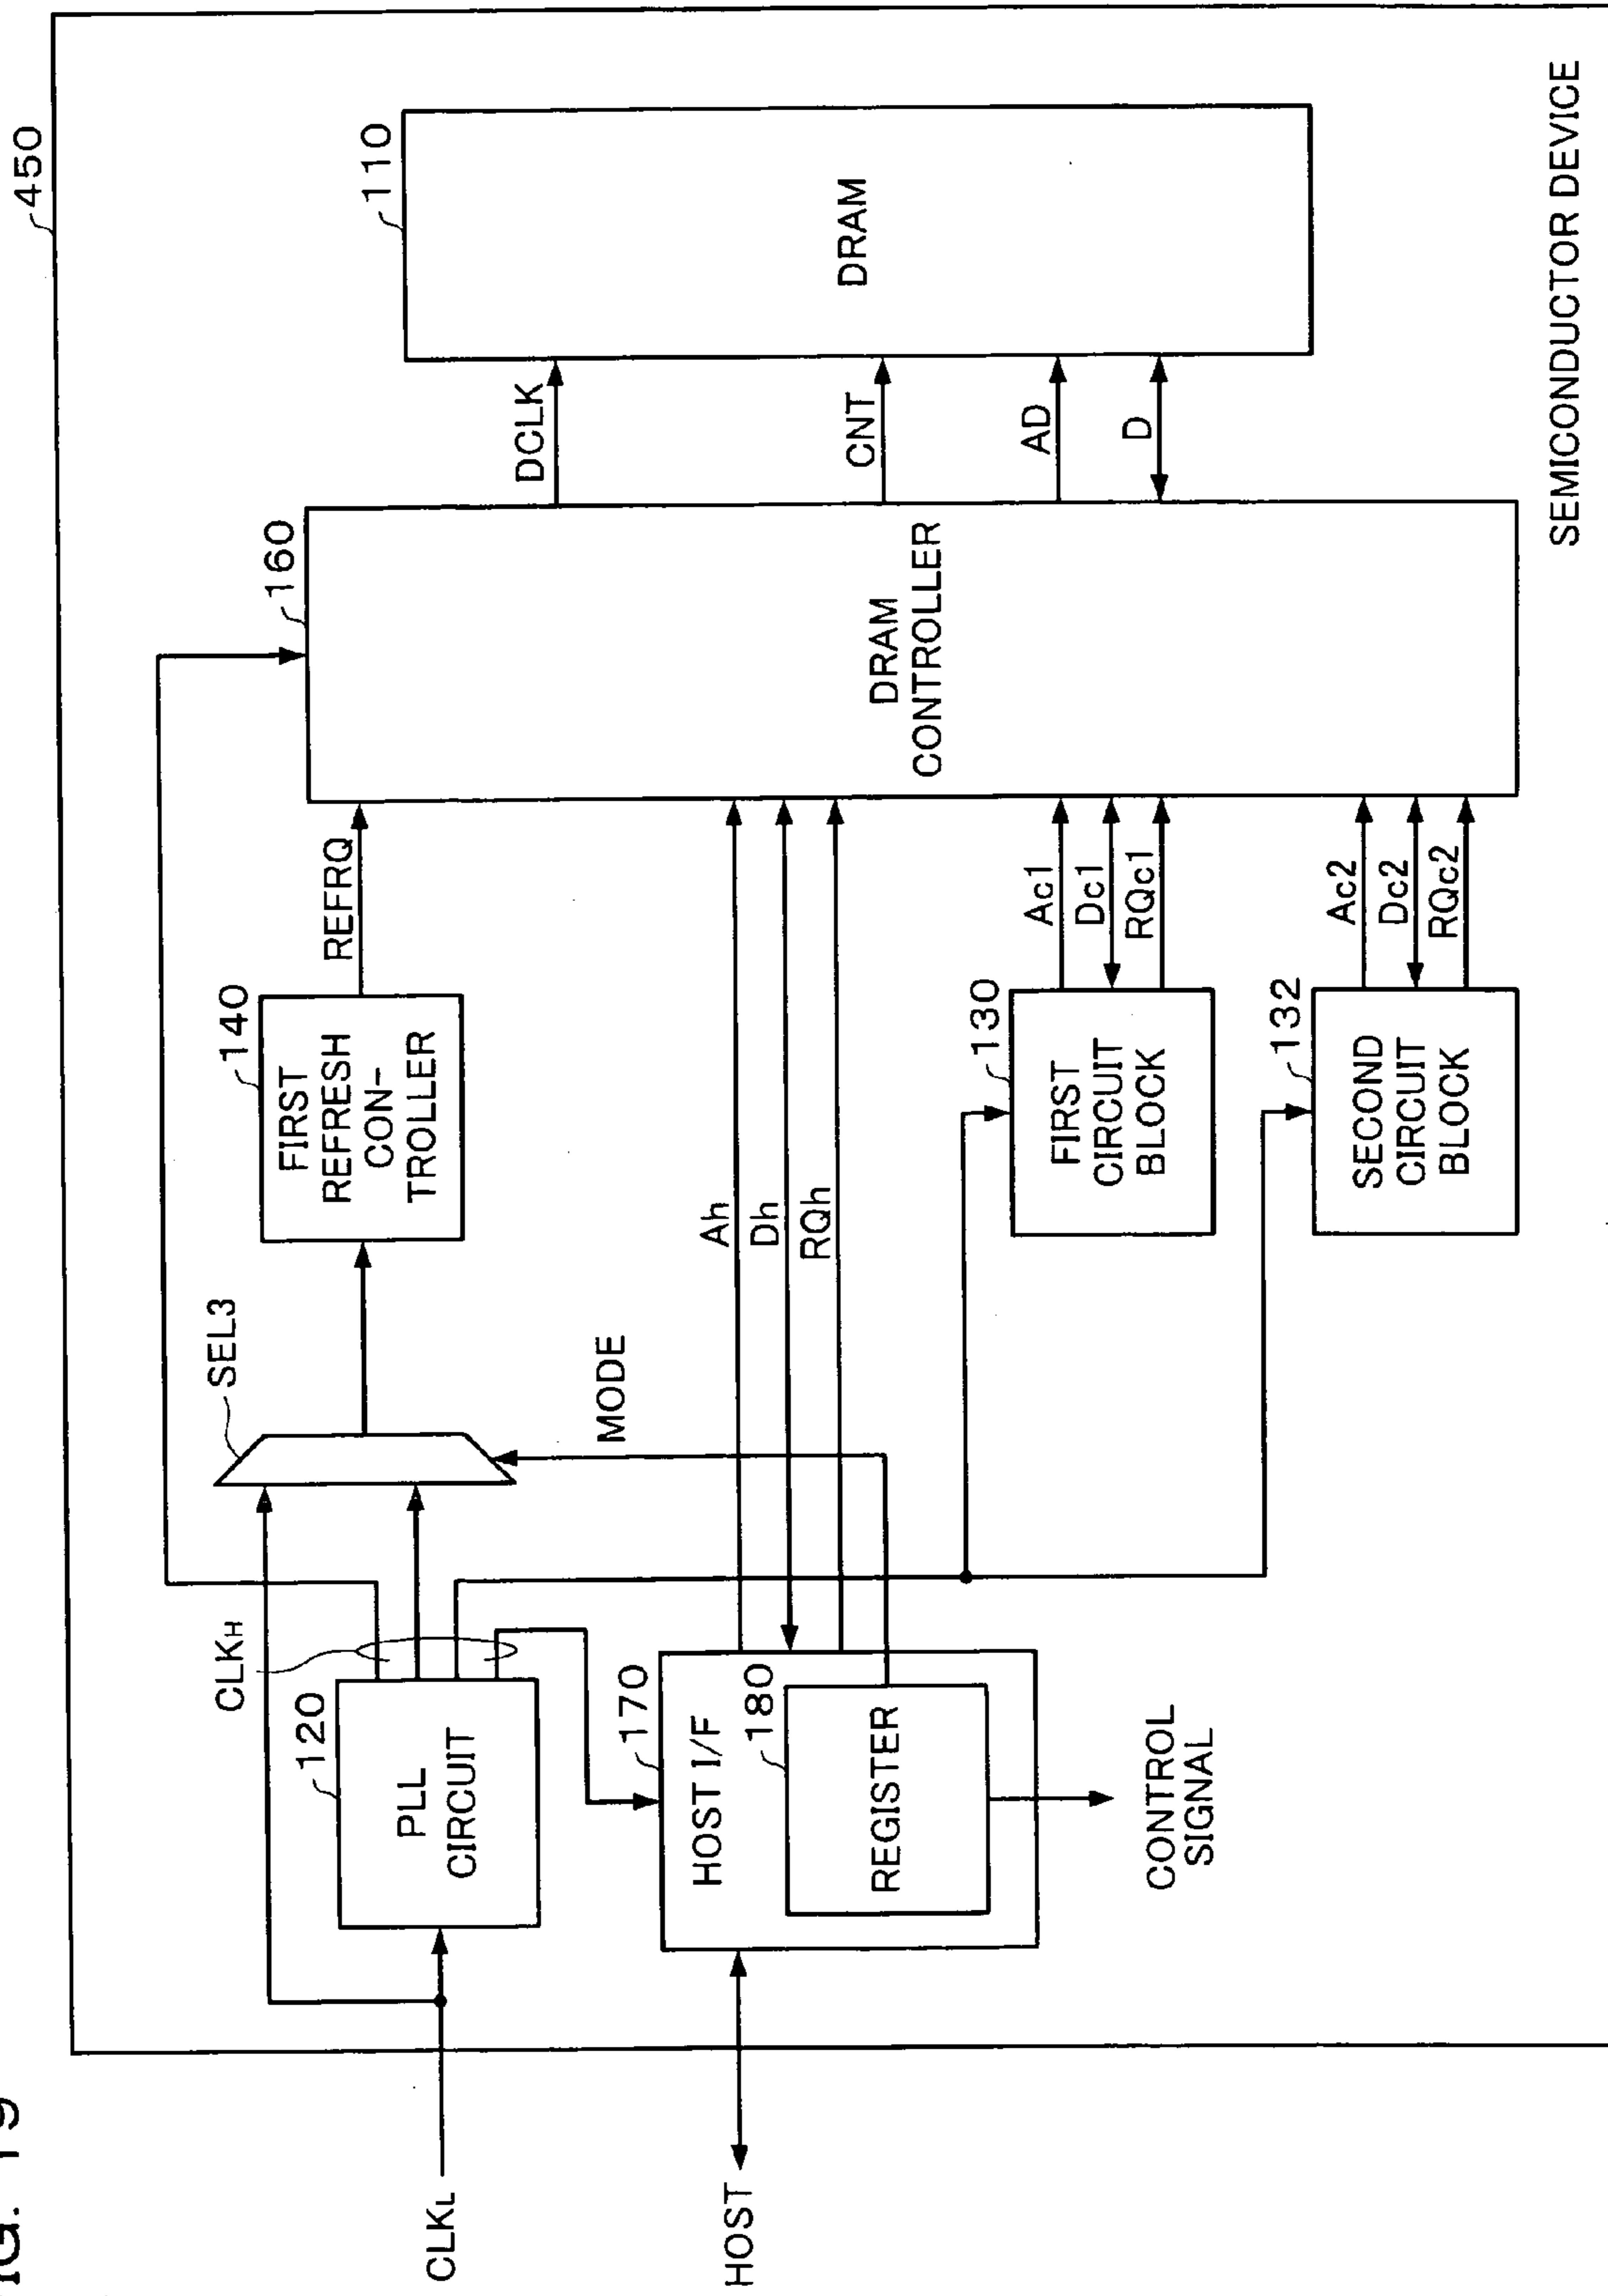 FIG. 19
450
SEMICONDUCTOR DEVICE
CLKL
CLKH
120
PLL
CIRCUIT
SEL3
140
FIRST
REFRESH
CON-
TROLLER
REFRQ
160
DRAM
CONTROLLER
DCLK
CNT
AD
D
110
DRAM
HOST
170
HOST I/F
180
REGISTER
CONTROL
SIGNAL
MODE
Ah
Dh
RQh
130
FIRST
CIRCUIT
BLOCK
Ac1
Dc1
RQc1
132
SECOND
CIRCUIT
BLOCK
Ac2
Dc2
RQc2